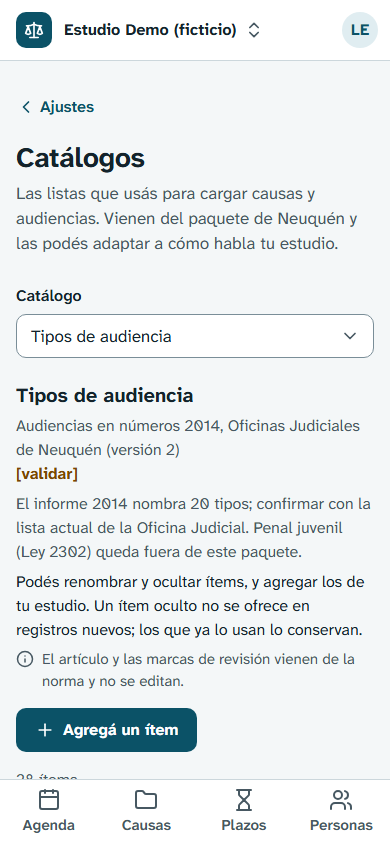 Estudio Demo (ficticio)
LE
Ajustes
Catálogos
Las listas que usás para cargar causas y
audiencias. Vienen del paquete de Neuquén y
las podés adaptar a cómo habla tu estudio.
Catálogo
Tipos de audiencia
Tipos de audiencia
Audiencias en números 2014, Oficinas Judiciales
de Neuquén (versión 2)
[validar]
El informe 2014 nombra 20 tipos; confirmar con la
lista actual de la Oficina Judicial. Penal juvenil
(Ley 2302) queda fuera de este paquete.
Podés renombrar y ocultar ítems, y agregar los de
tu estudio. Un ítem oculto no se ofrece en
registros nuevos; los que ya lo usan lo conservan.
El artículo y las marcas de revisión vienen de la
norma y no se editan.
Agregá un ítem
ítems
Agenda
Causas
Plazos
Personas